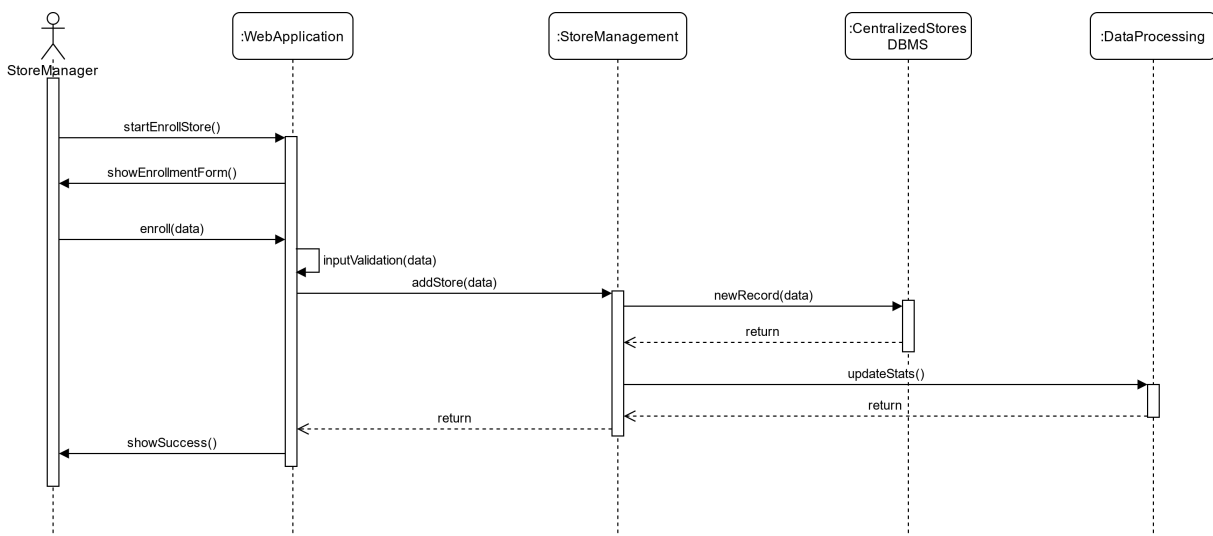 StoreManager
:WebApplication
:StoreManagement
:CentralizedStores
DBMS
:DataProcessing
startEnrollStore()
showEnrollmentForm()
enroll(data)
inputValidation(data)
addStore(data)
newRecord(data)
return
updateStats()
return
return
showSuccess()